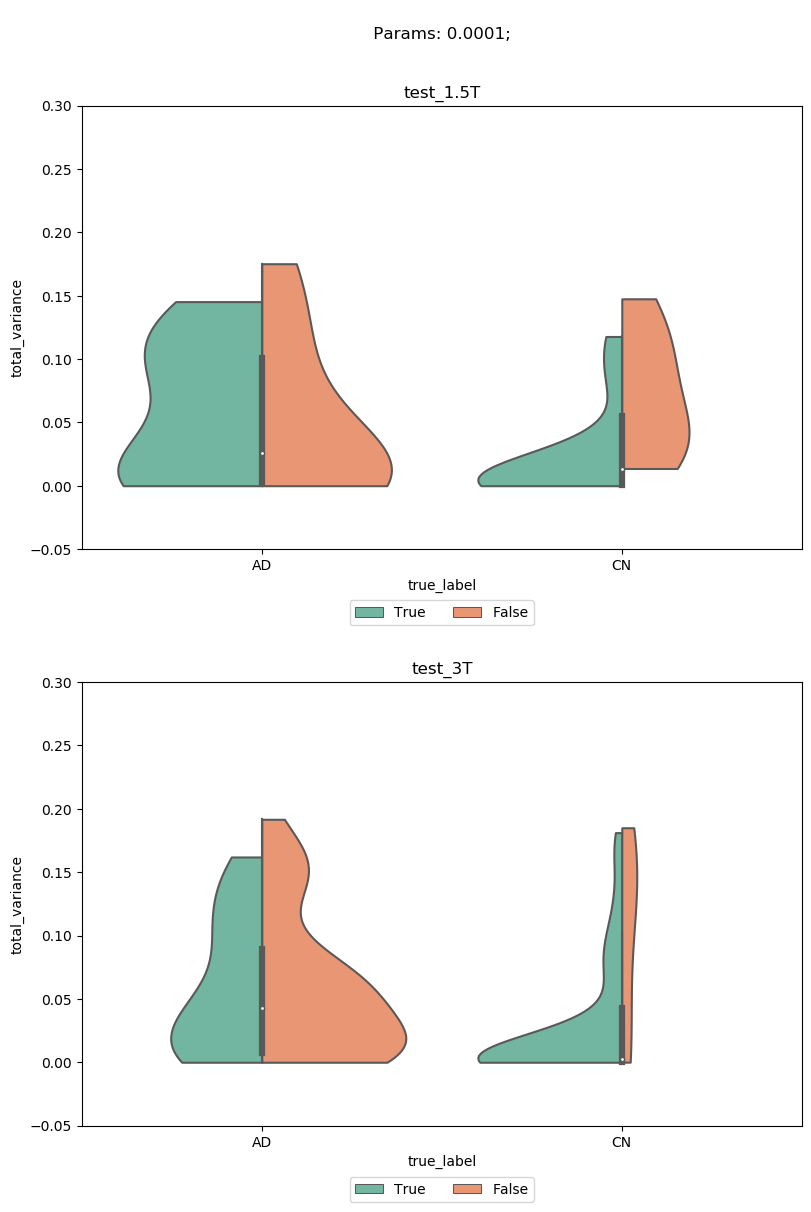 Params: 0.0001;
test_1.5T
0.30
0.25
0.20
0.15
0.10
0.05
0.00
−0.05
total_variance
AD CN
true_label
True False
test_3T
0.30
0.25
0.20
0.15
0.10
0.05
0.00
−0.05
total_variance
AD CN
true_label
True False